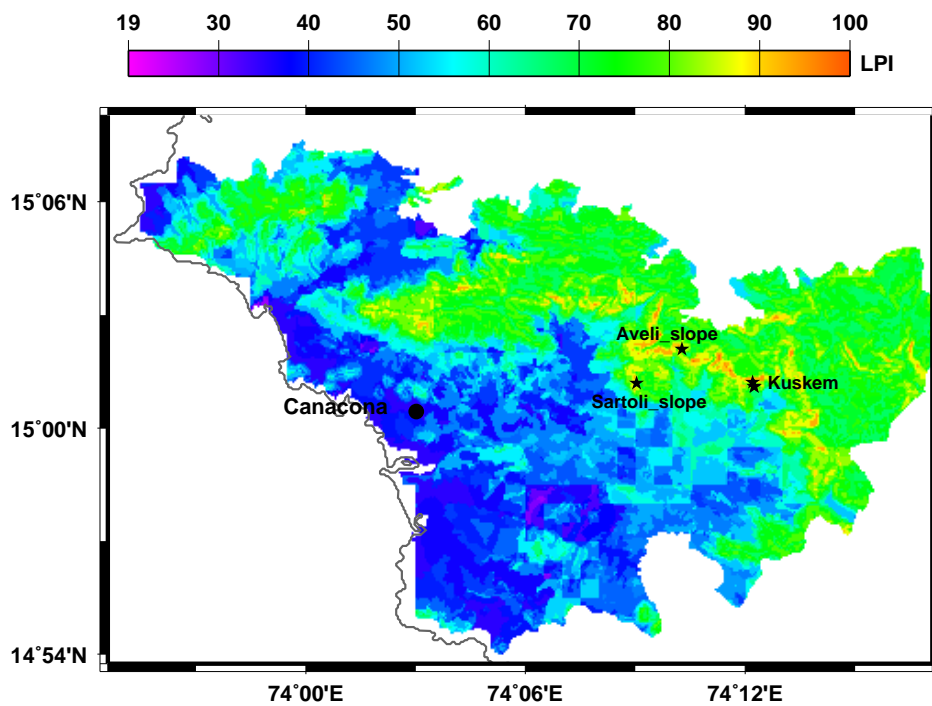 19 30 40 50 60 70 80 90 100
LPI
15°06'N
Aveli_slope
Kuskem
Sartoli_slope
Canacona
15°00'N
14°54'N
74°00'E 74°06'E 74°12'E